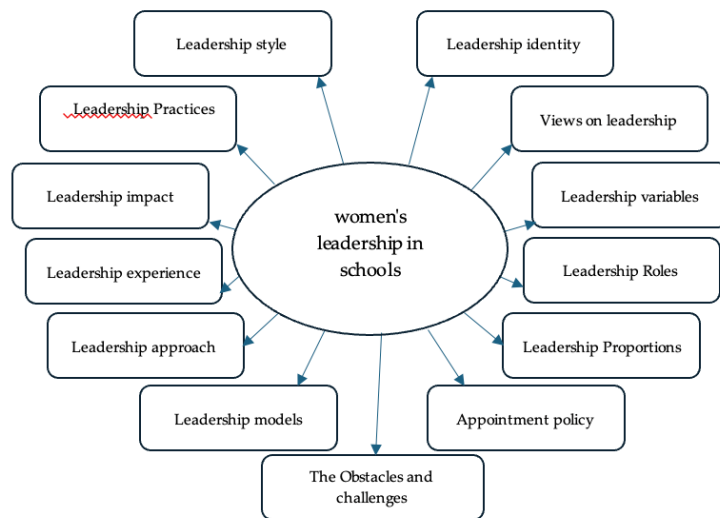 Leadership style
Leadership identity
Leadership Practices
Views on leadership
Leadership impact
Leadership variables
women's
leadership in
schools
Leadership experience
Leadership Roles
Leadership approach
Leadership Proportions
Leadership models
Appointment policy
The Obstacles and
challenges